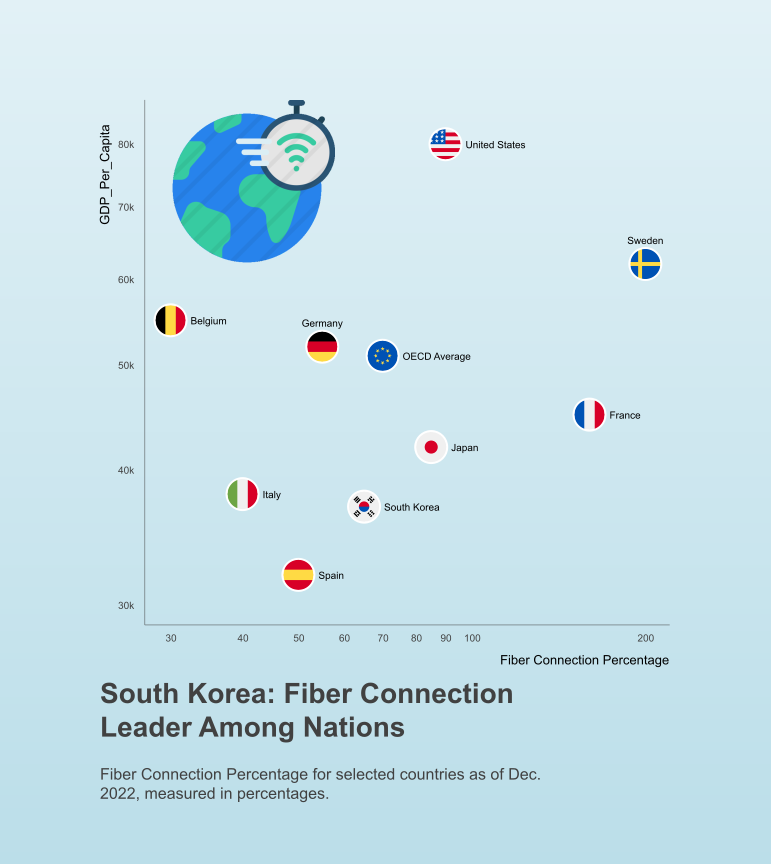 GDP_Per_Capita
80k
70k
60k
50k
40k
30k
United States
Sweden
Belgium
Germany
OECD Average
France
Japan
Italy
South Korea
Spain
30 40 50 60 70 80 90 100 200
Fiber Connection Percentage
South Korea: Fiber Connection
Leader Among Nations
Fiber Connection Percentage for selected countries as of Dec.
2022, measured in percentages.